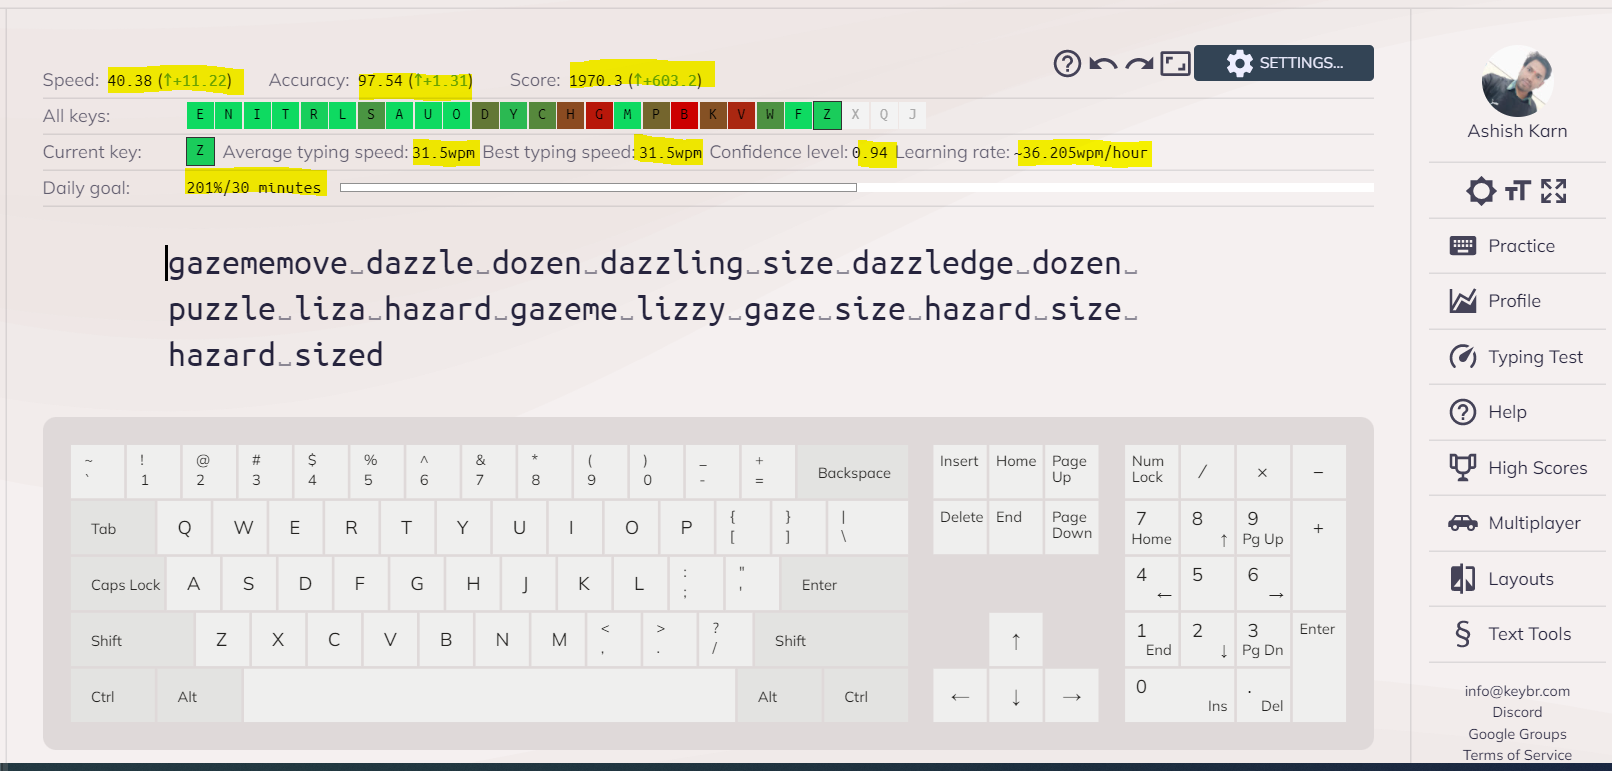 Speed: 40.38 (↑+11.22) Accuracy: 97.54 (↑+1.31) Score: 1970.3 (↑+603.2)
SETTINGS...
All keys: E N I T R L S A U O D Y C H G M P B K V W F Z X Q J
Current key: Z Average typing speed: 31.5wpm Best typing speed: 31.5wpm Confidence level: 0.94 Learning rate: ~36.205wpm/hour
Daily goal: 201%/30 minutes
gazememove␣dazzle␣dozen␣dazzling␣size␣dazzledge␣dozen␣
puzzle␣liza␣hazard␣gazeme␣lizzy␣gaze␣size␣hazard␣size␣
hazard␣sized
~ ! @ # $ % ^ & * ( ) _ +
` 1 2 3 4 5 6 7 8 9 0 - = Backspace
Insert Home Page Up
Num Lock / × −
Tab Q W E R T Y U I O P { [ } ] | \
Delete End Page Down
7 Home 8 ↑ 9 Pg Up +
Caps Lock A S D F G H J K L : ; " ' Enter
4 ← 5 6 →
Shift Z X C V B N M < , > . ? / Shift
↑
1 End 2 ↓ 3 Pg Dn Enter
Ctrl Alt Alt Ctrl
← ↓ →
0 Ins . Del
Ashish Karn
TT
Practice
Profile
Typing Test
Help
High Scores
Multiplayer
Layouts
§ Text Tools
info@keybr.com
Discord
Google Groups
Terms of Service